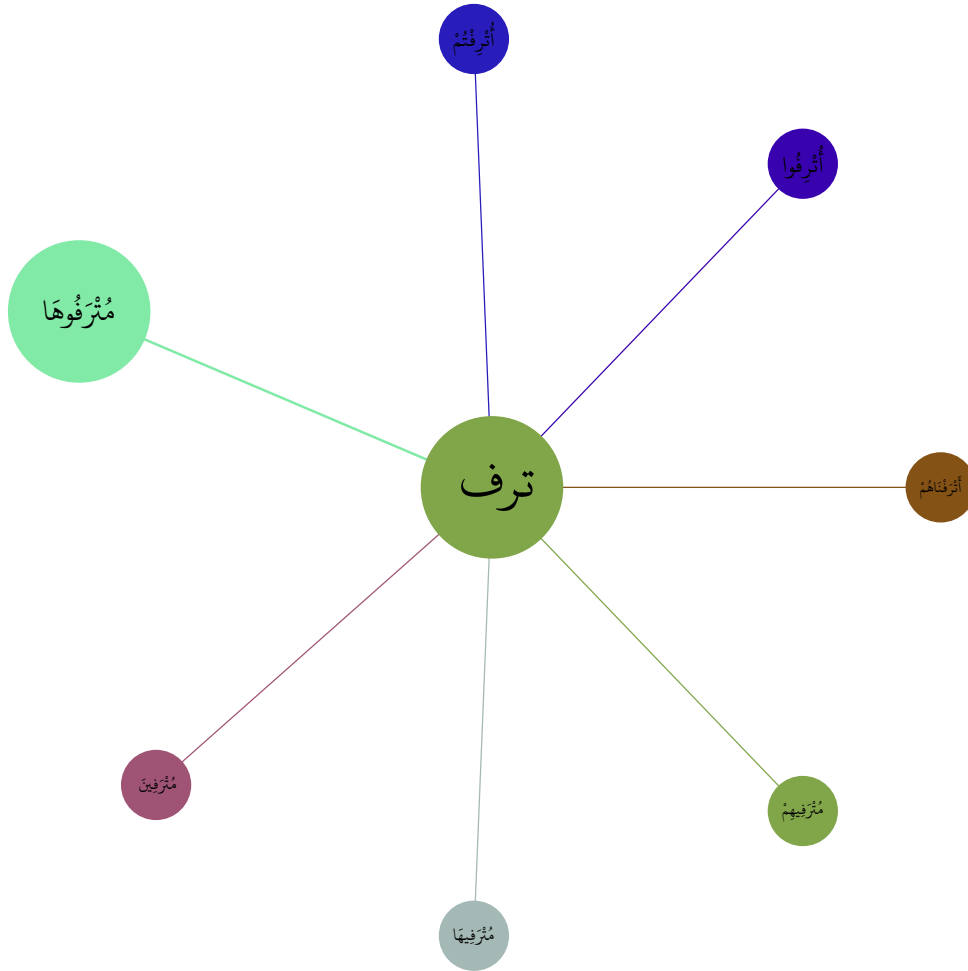 أُتْرِفْتُمْ
أُتْرِفُوا
مُتْرَفُوهَا
ترف
أَتْرَفْنَاهُمْ
مُتْرَفِينَ
مُتْرَفِيهِمْ
مُتْرَفِيهَا